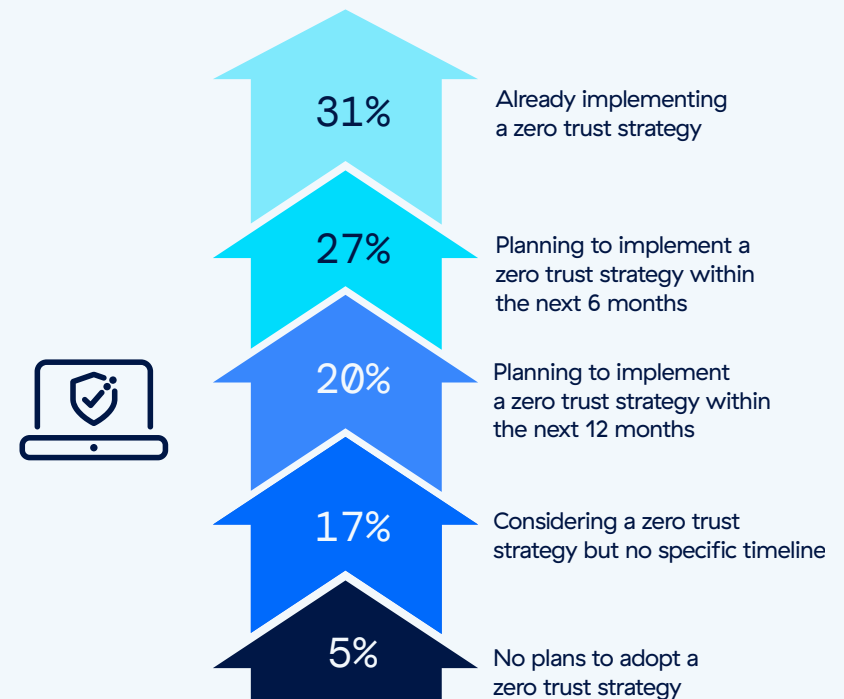 31%
Already implementing
a zero trust strategy
27%
Planning to implement a
zero trust strategy within
the next 6 months
20%
Planning to implement
a zero trust strategy within
the next 12 months
17%
Considering a zero trust
strategy but no specific timeline
5%
No plans to adopt a
zero trust strategy